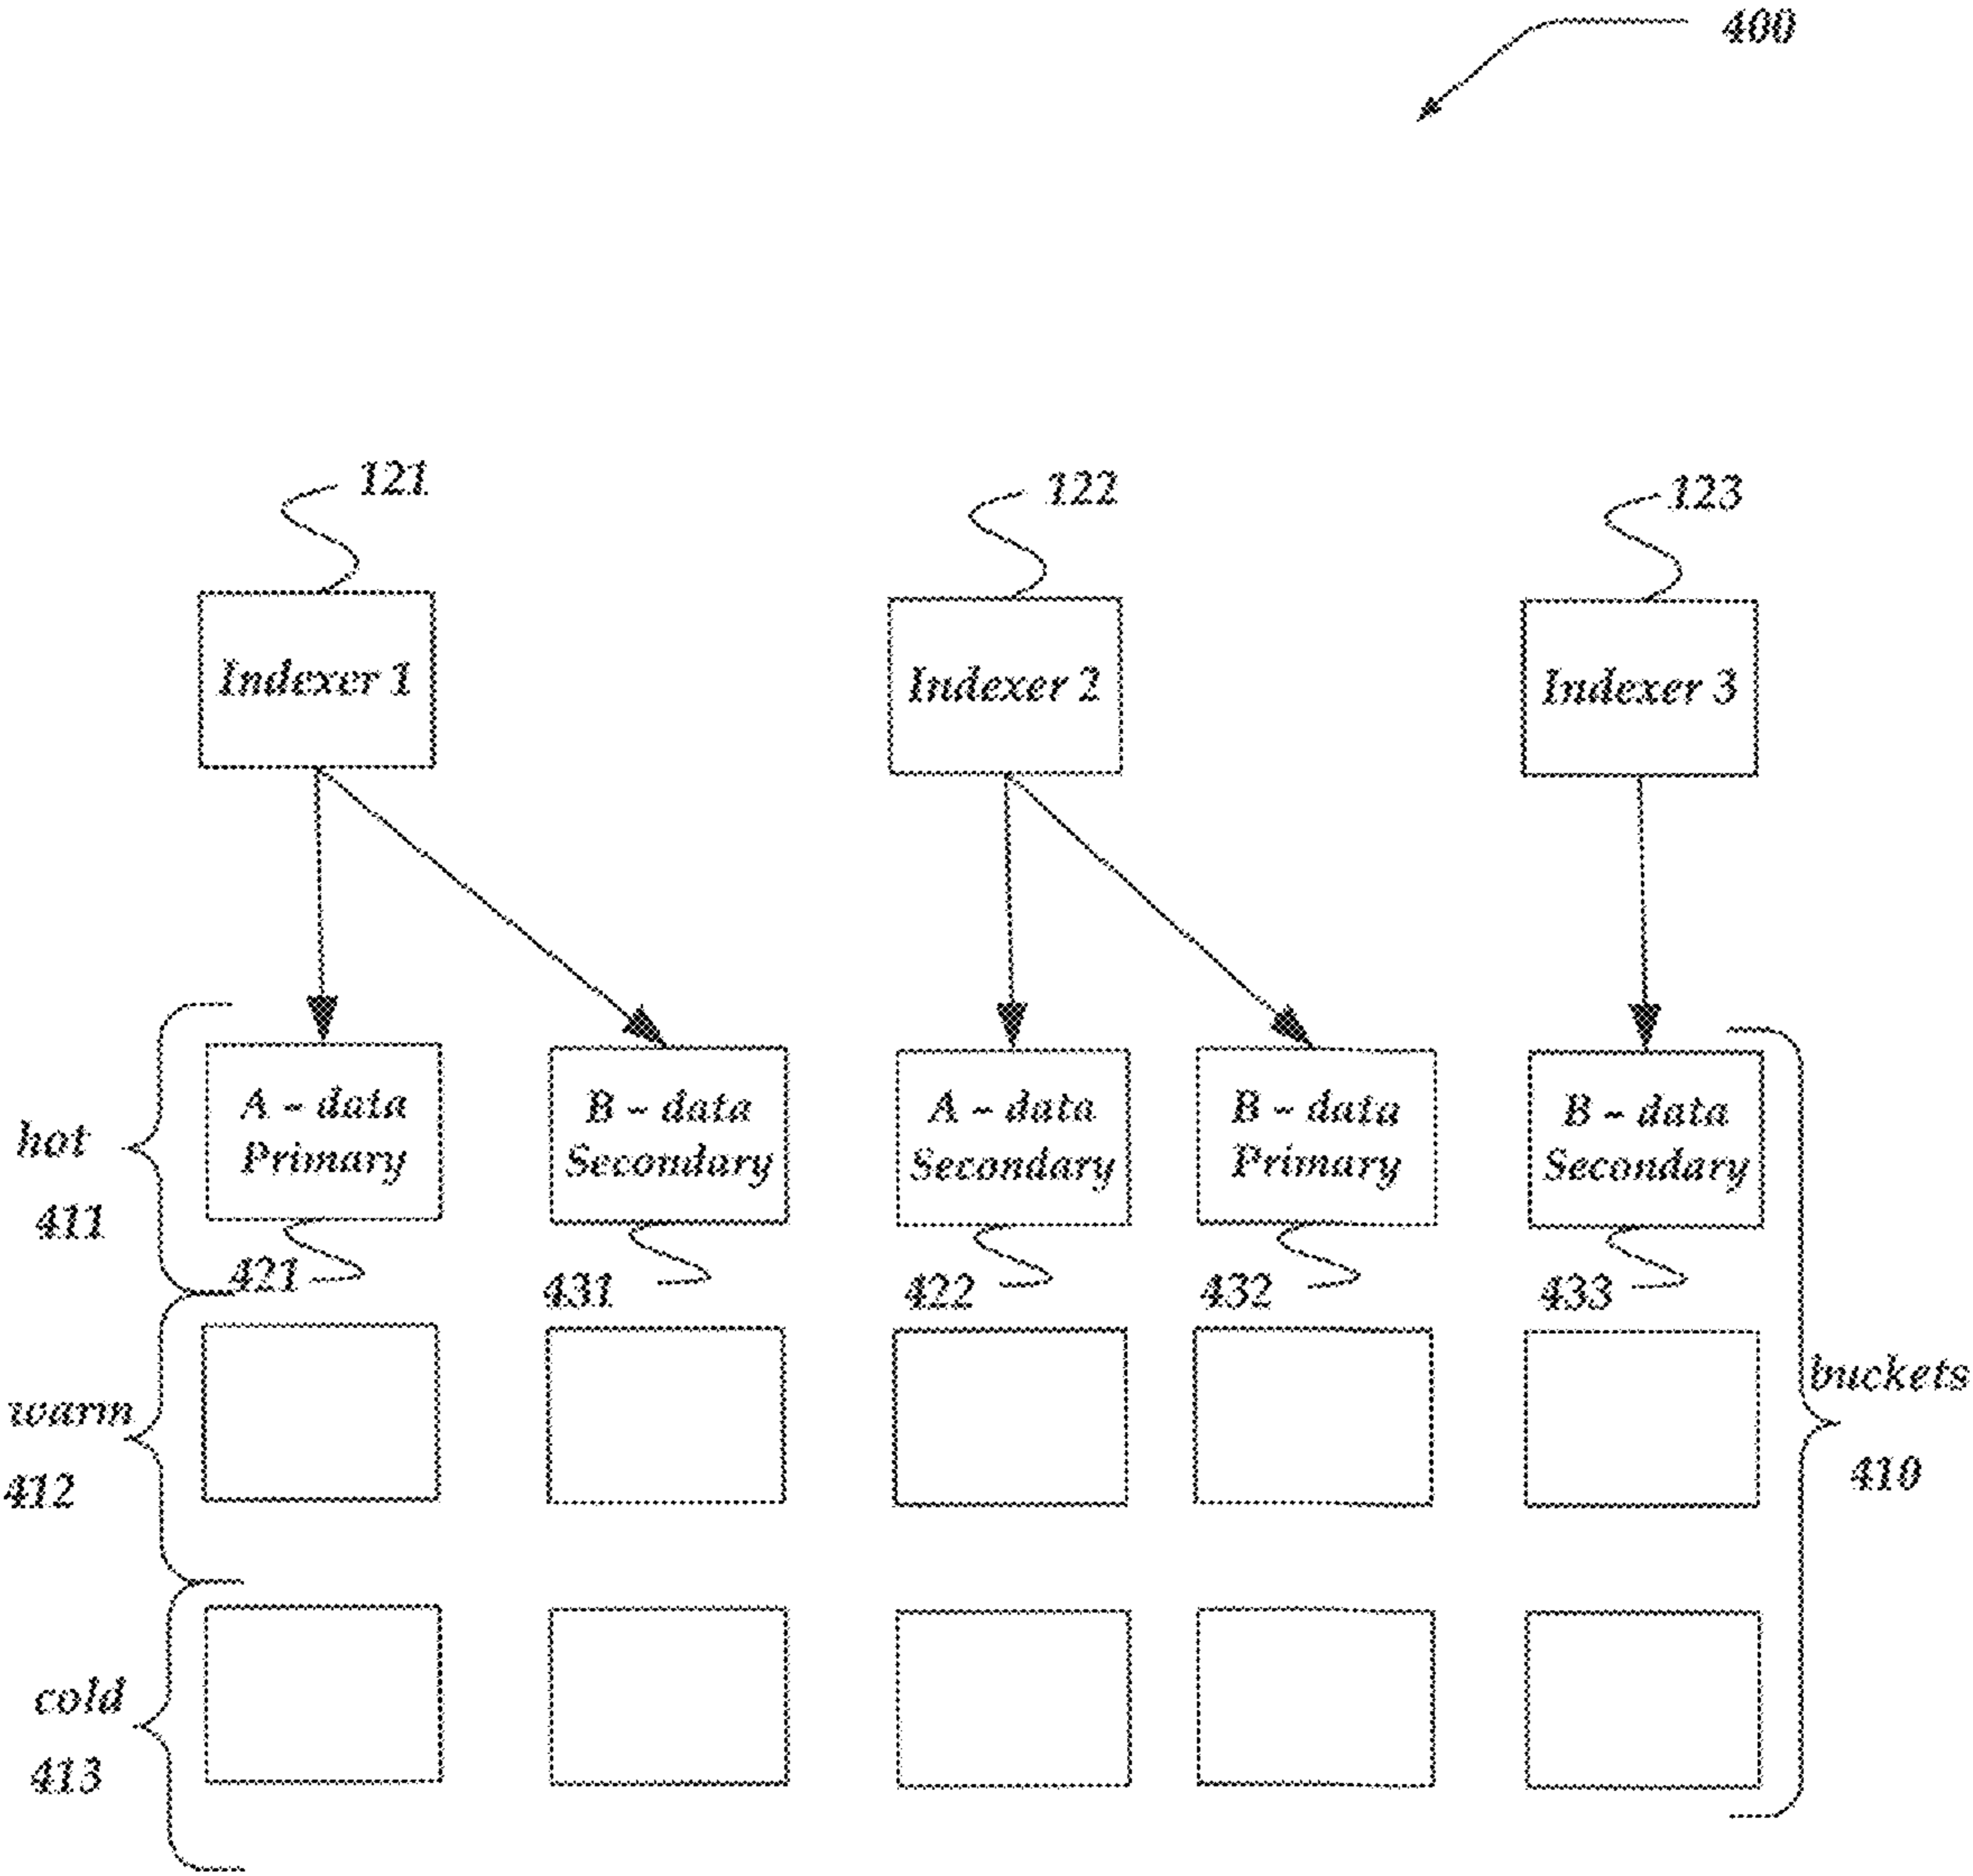 400
121
122
123
Indexer 1
Indexer 2
Indexer 3
A - data
Primary
B - data
Secondary
A - data
Secondary
B - data
Primary
B - data
Secondary
hot
411
421
431
422
432
433
warm
412
buckets
410
cold
413